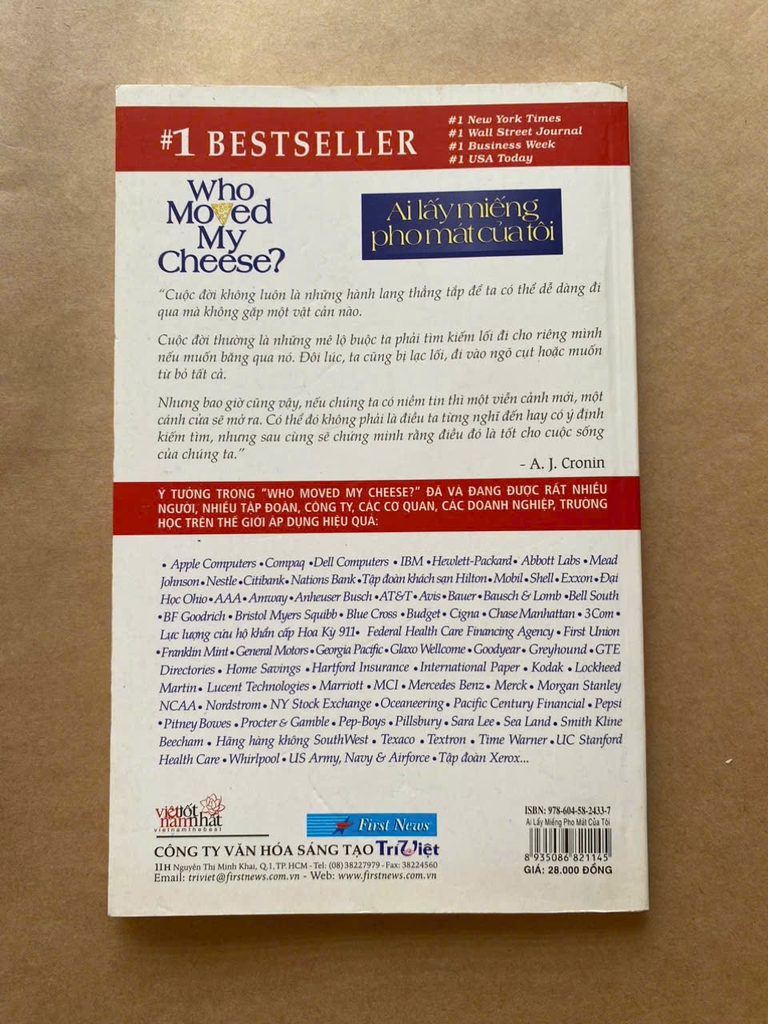 #1 BESTSELLER
#1 New York Times
#1 Wall Street Journal
#1 Business Week
#1 USA Today
Who
Moved
My
Cheese?
Ai lấy miếng
pho mát của tôi
“Cuộc đời không luôn là những hành lang thẳng tắp để ta có thể dễ dàng đi
qua mà không gặp một vật cản nào.
Cuộc đời thường là những mê lộ buộc ta phải tìm kiếm lối đi cho riêng mình
nếu muốn băng qua nó. Đôi lúc, ta cũng bị lạc lối, đi vào ngõ cụt hoặc muốn
từ bỏ tất cả.
Nhưng bao giờ cũng vậy, nếu chúng ta có niềm tin thì một viễn cảnh mới, một
cánh cửa sẽ mở ra. Có thể đó không phải là điều ta từng nghĩ đến hay có ý định
kiếm tìm, nhưng sau cùng sẽ chứng minh rằng điều đó là tốt cho cuộc sống
của chúng ta.”
- A. J. Cronin
Ý TƯỞNG TRONG "WHO MOVED MY CHEESE?" ĐÃ VÀ ĐANG ĐƯỢC RẤT NHIỀU
NGƯỜI, NHIỀU TẬP ĐOÀN, CÔNG TY, CÁC CƠ QUAN, CÁC DOANH NGHIỆP, TRƯỜNG
HỌC TRÊN THẾ GIỚI ÁP DỤNG HIỆU QUẢ:
• Apple Computers •Compaq •Dell Computers • IBM •Hewlett-Packard• Abbott Labs •Mead
Johnson•Nestle •Citibank•Nations Bank •Tập đoàn khách sạn Hilton•Mobil •Shell •Exxon•Đại
Học Ohio •AAA• Amway •Anheuser Busch •AT&T •Avis •Bauer •Bausch & Lomb •Bell South
•BF Goodrich • Bristol Myers Squibb • Blue Cross • Budget• Cigna •Chase Manhattan • 3Com •
Lực lượng cứu hộ khẩn cấp Hoa Kỳ 911• Federal Health Care Financing Agency • First Union
•Franklin Mint •General Motors •Georgia Pacific •Glaxo Wellcome •Goodyear• Greyhound • GTE
Directories • Home Savings • Hartford Insurance • International Paper • Kodak • Lockheed
Martin• Lucent Technologies • Marriott • MCI • Mercedes Benz • Merck • Morgan Stanley
NCAA• Nordstrom • NY Stock Exchange •Oceaneering• Pacific Century Financial • Pepsi
•Pitney Bowes • Procter & Gamble • Pep-Boys • Pillsbury• Sara Lee• Sea Land • Smith Kline
Beecham • Hãng hàng không SouthWest • Texaco • Textron • Time Warner •UC Stanford
Health Care •Whirlpool • US Army, Navy & Airforce • Tập đoàn Xerox...
việt tốt
nam nhất
vietnamthebest
First News
CÔNG TY VĂN HÓA SÁNG TẠO Trí Việt
11H Nguyễn Thị Minh Khai, Q.1, TP. HCM - Tel: (08) 38227979 - Fax: 38224560
Email: triviet@firstnews.com.vn - Web: www.firstnews.com.vn
ISBN: 978-604-58-2433-7
Ai Lấy Miếng Pho Mát Của Tôi
8 935086 821145
GIÁ: 28.000 ĐỒNG